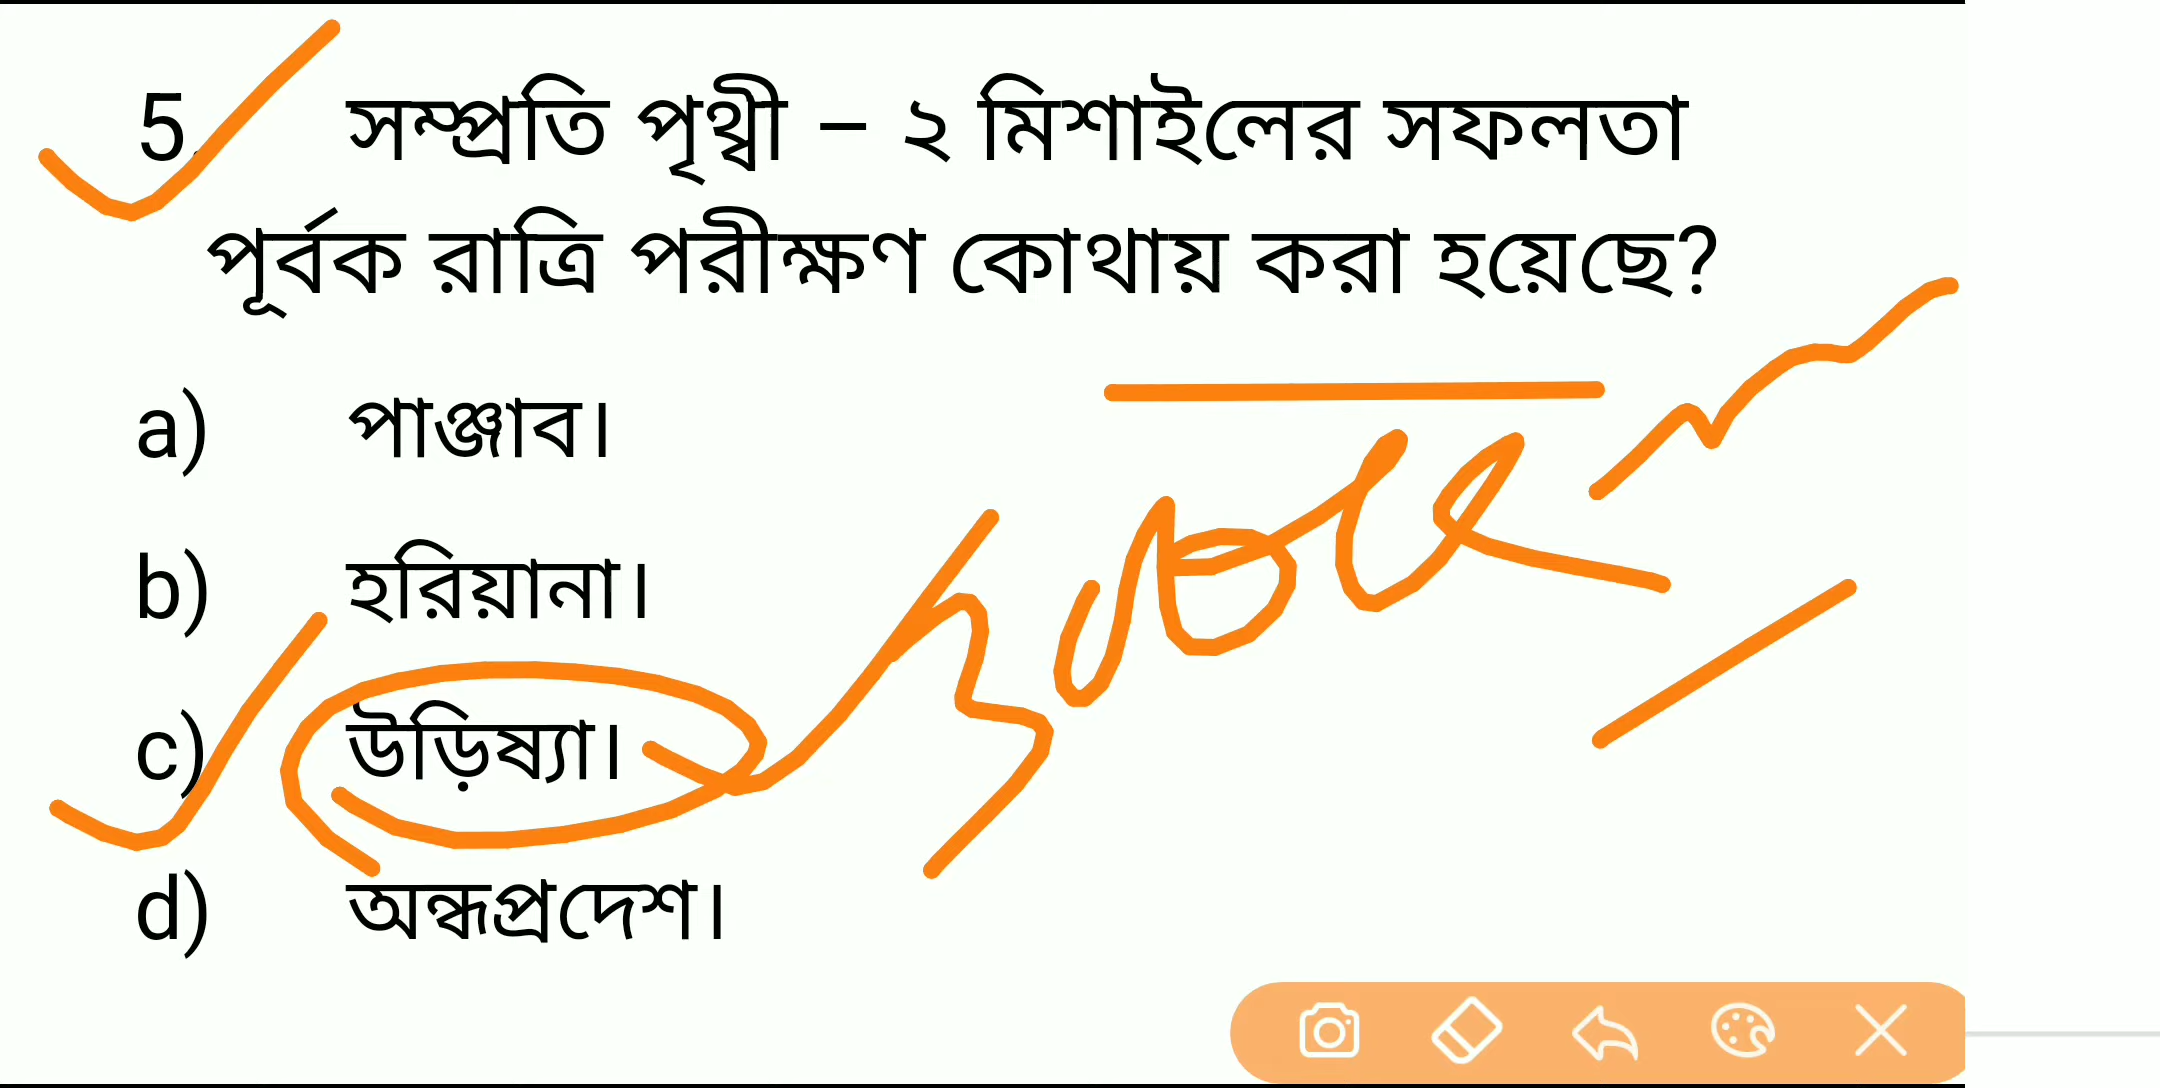 5. সম্প্রতি পৃথ্বী – ২ মিশাইলের সফলতা
পূর্বক রাত্রি পরীক্ষণ কোথায় করা হয়েছে?
a) পাঞ্জাব।
b) হরিয়ানা।
c) উড়িষ্যা।
d) অন্ধপ্রদেশ।